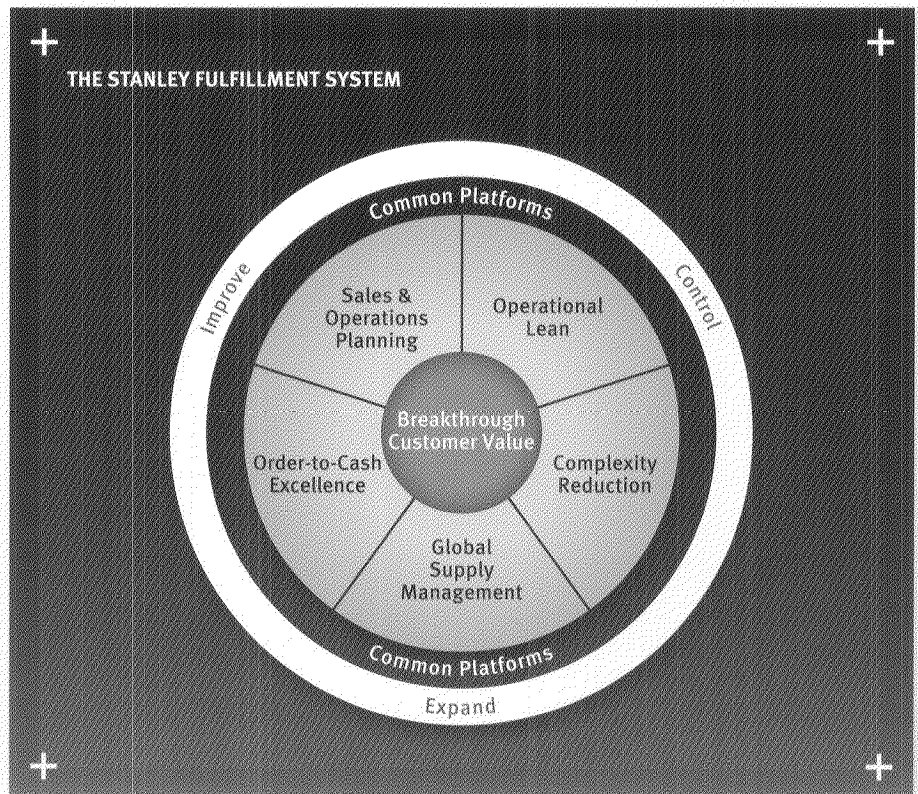 THE STANLEY FULFILLMENT SYSTEM
Common Platforms
Improve
Control
Sales &
Operations
Planning
Operational
Lean
Breakthrough
Customer Value
Order-to-Cash
Excellence
Complexity
Reduction
Global
Supply
Management
Common Platforms
Expand